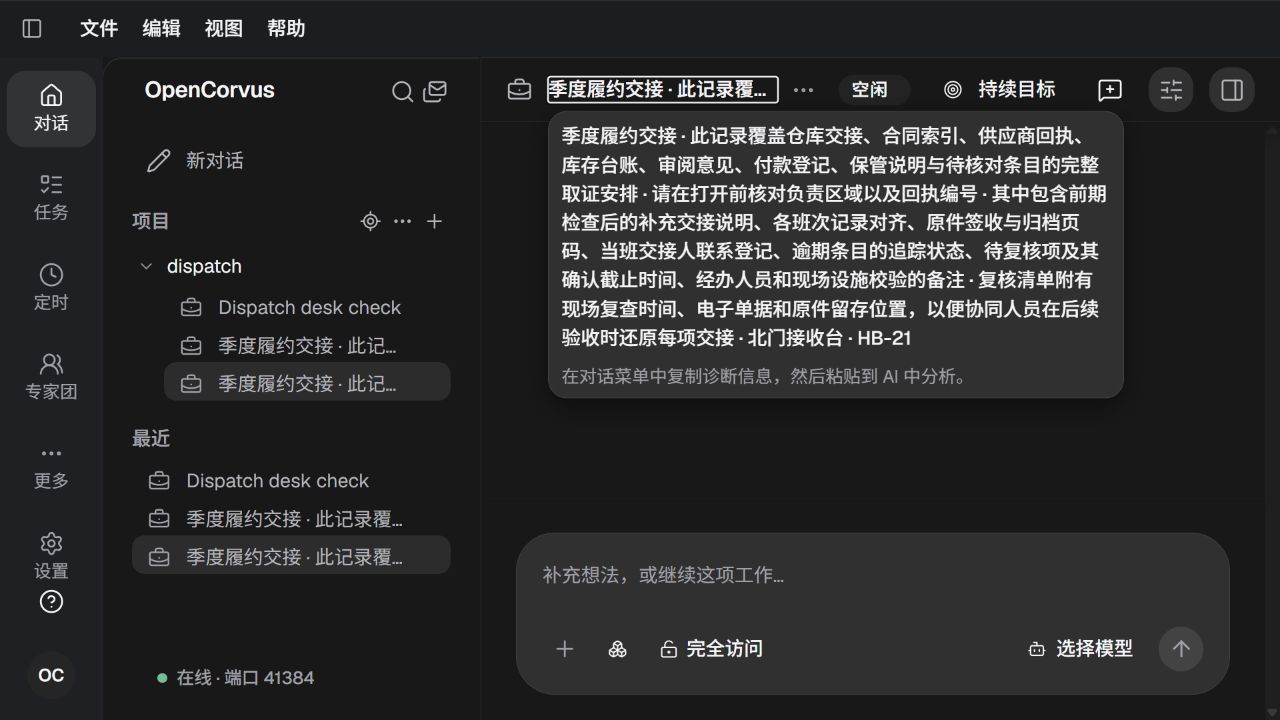 文件 编辑 视图 帮助
对话
任务
定时
专家团
更多
设置
OC
OpenCorvus
新对话
项目
dispatch
Dispatch desk check
季度履约交接 · 此记...
季度履约交接 · 此记...
最近
Dispatch desk check
季度履约交接 · 此记录覆...
季度履约交接 · 此记录覆...
在线 · 端口 41384
季度履约交接 · 此记录覆... 空闲 持续目标
季度履约交接 · 此记录覆盖仓库交接、合同索引、供应商回执、
库存台账、审阅意见、付款登记、保管说明与待核对条目的完整
取证安排 · 请在打开前核对负责区域以及回执编号 · 其中包含前期
检查后的补充交接说明、各班次记录对齐、原件签收与归档页
码、当班交接人联系登记、逾期条目的追踪状态、待复核项及其
确认截止时间、经办人员和现场设施校验的备注 · 复核清单附有
现场复查时间、电子单据和原件留存位置，以便协同人员在后续
验收时还原每项交接 · 北门接收台 · HB-21
在对话菜单中复制诊断信息，然后粘贴到 AI 中分析。
补充想法，或继续这项工作...
完全访问 选择模型